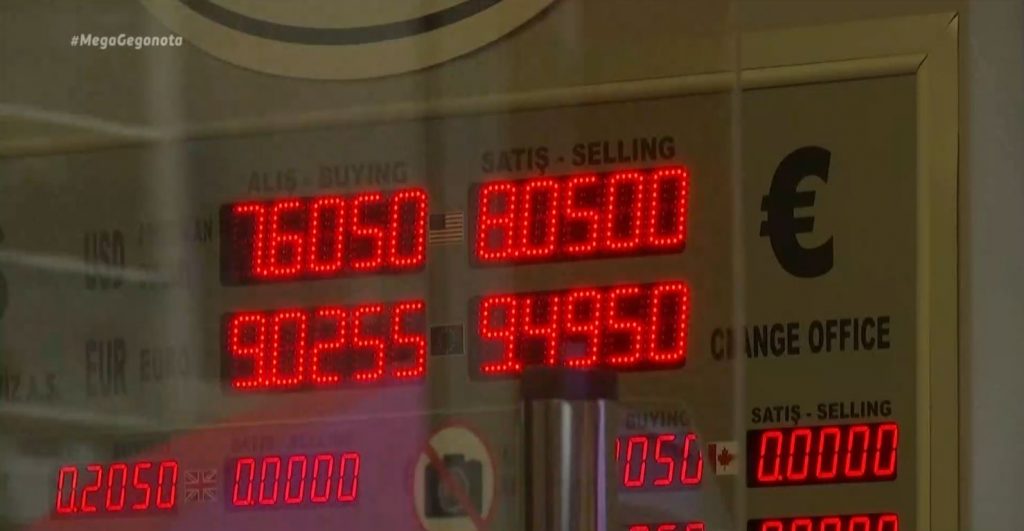 #MegaGegonota
ALIŞ - BUYING SATIŞ - SELLING
USD 7.6050 8.0500 €
EUR EURO 9.0255 9.4950 CHANGE OFFICE
BUYING SATIŞ - SELLING
0.2050 0.0000 0.0000